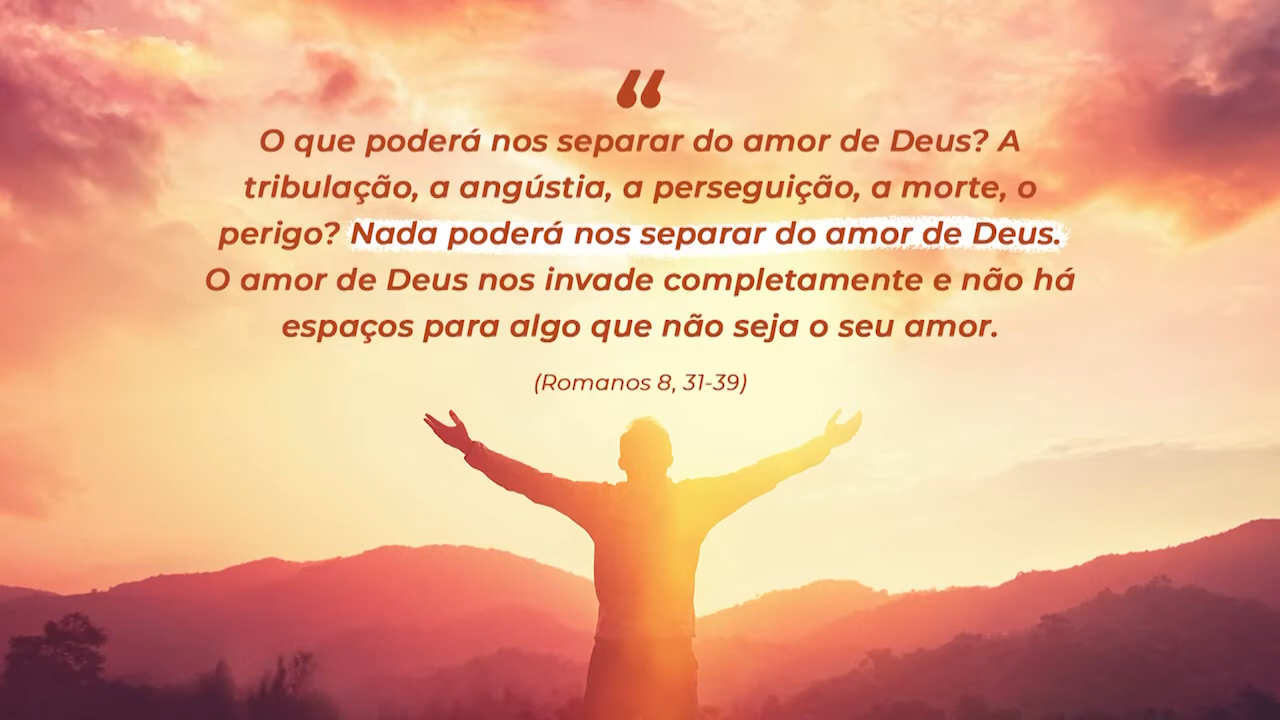 “
O que poderá nos separar do amor de Deus? A
tribulação, a angústia, a perseguição, a morte, o
perigo? Nada poderá nos separar do amor de Deus.
O amor de Deus nos invade completamente e não há
espaços para algo que não seja o seu amor.
(Romanos 8, 31-39)